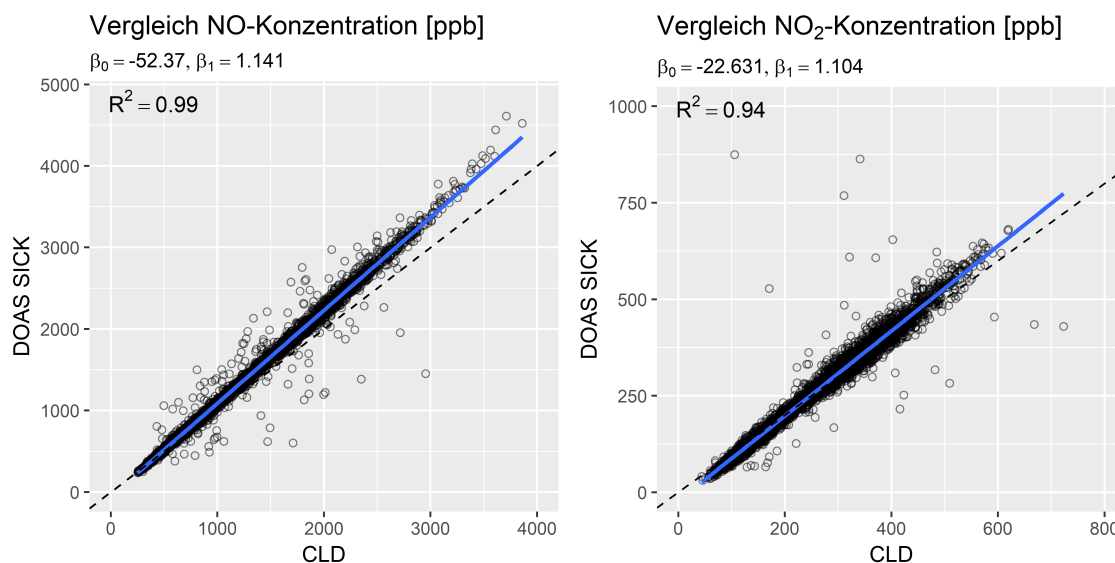 Vergleich NO-Konzentration [ppb]
β₀ = -52.37, β₁ = 1.141
R² = 0.99
5000
4000
3000
2000
1000
0
DOAS SICK
0 1000 2000 3000 4000
CLD
Vergleich NO₂-Konzentration [ppb]
β₀ = -22.631, β₁ = 1.104
R² = 0.94
1000
750
500
250
0
DOAS SICK
0 200 400 600 800
CLD